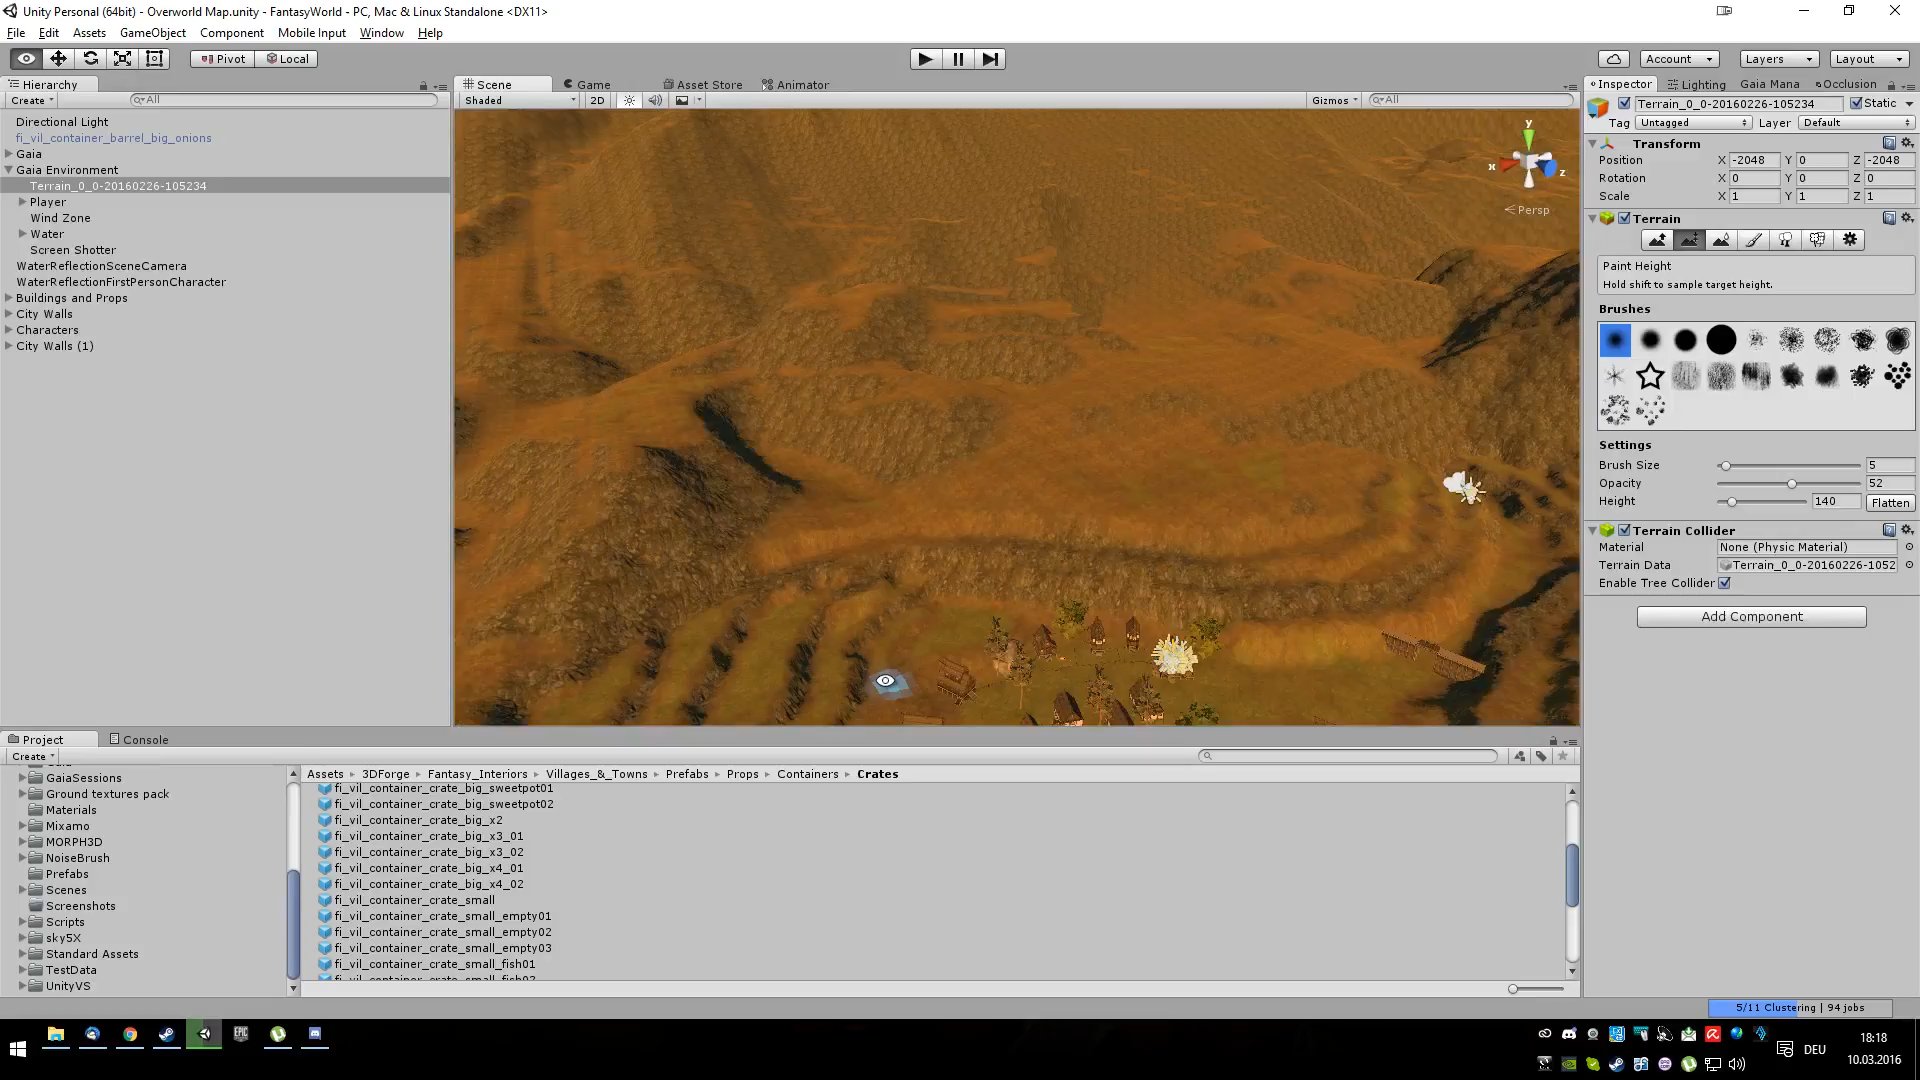 Unity Personal (64bit) - Overworld Map.unity - FantasyWorld - PC, Mac & Linux Standalone <DX11>
File Edit Assets GameObject Component Mobile Input Window Help
Pivot Local Account Layers Layout
Hierarchy
Create All
Directional Light
fi_vil_container_barrel_big_onions
Gaia
Gaia Environment
Terrain_0_0-20160226-105234
Player
Wind Zone
Water
Screen Shotter
WaterReflectionSceneCamera
WaterReflectionFirstPersonCharacter
Buildings and Props
City Walls
Characters
City Walls (1)
Scene Game Asset Store Animator
Shaded 2D Gizmos All
y
x
z
Persp
Inspector Lighting Gaia Mana Occlusion
Terrain_0_0-20160226-105234 Static
Tag Untagged Layer Default
Transform
Position X -2048 Y 0 Z -2048
Rotation X 0 Y 0 Z 0
Scale X 1 Y 1 Z 1
Terrain
Paint Height
Hold shift to sample target height.
Brushes
Settings
Brush Size 5
Opacity 52
Height 140 Flatten
Terrain Collider
Material None (Physic Material)
Terrain Data Terrain_0_0-20160226-1052
Enable Tree Collider
Add Component
Project Console
Create
GaiaSessions
Ground textures pack
Materials
Mixamo
MORPH3D
NoiseBrush
Prefabs
Scenes
Screenshots
Scripts
sky5X
Standard Assets
TestData
UnityVS
Assets 3DForge Fantasy_Interiors Villages_&_Towns Prefabs Props Containers Crates
fi_vil_container_crate_big_sweetpot01
fi_vil_container_crate_big_sweetpot02
fi_vil_container_crate_big_x2
fi_vil_container_crate_big_x3_01
fi_vil_container_crate_big_x3_02
fi_vil_container_crate_big_x4_01
fi_vil_container_crate_big_x4_02
fi_vil_container_crate_small
fi_vil_container_crate_small_empty01
fi_vil_container_crate_small_empty02
fi_vil_container_crate_small_empty03
fi_vil_container_crate_small_fish01
5/11 Clustering | 94 jobs
EPIC
DEU
18:18
10.03.2016